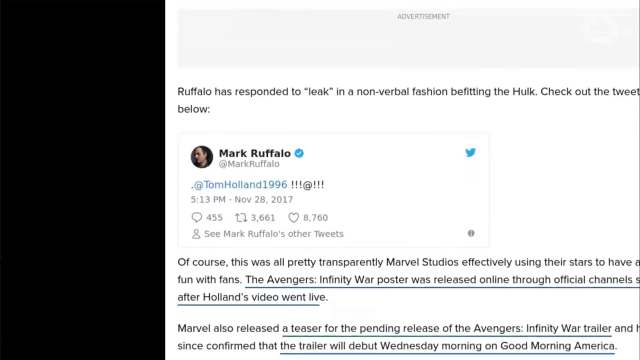 ADVERTISEMENT
Ruffalo has responded to “leak” in a non-verbal fashion befitting the Hulk. Check out the tweet
below:
Mark Ruffalo
@MarkRuffalo
.@TomHolland1996 !!!@!!!
5:13 PM - Nov 28, 2017
455 3,661 8,760
See Mark Ruffalo's other Tweets
Of course, this was all pretty transparently Marvel Studios effectively using their stars to have a
fun with fans. The Avengers: Infinity War poster was released online through official channels s
after Holland’s video went live.
Marvel also released a teaser for the pending release of the Avengers: Infinity War trailer and h
since confirmed that the trailer will debut Wednesday morning on Good Morning America.